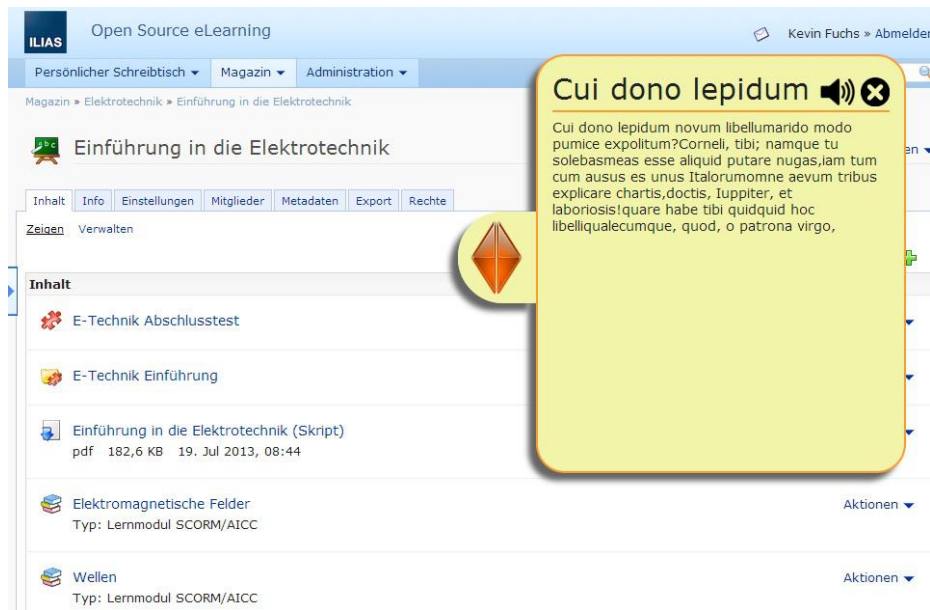 ILIAS
Open Source eLearning
Kevin Fuchs » Abmelden
Persönlicher Schreibtisch
Magazin
Administration
Magazin » Elektrotechnik » Einführung in die Elektrotechnik
Einführung in die Elektrotechnik
en
Inhalt
Info
Einstellungen
Mitglieder
Metadaten
Export
Rechte
Zeigen
Verwalten
Cui dono lepidum
Cui dono lepidum novum libellumarido modo
pumice expolitum?Corneli, tibi; namque tu
solebasmeas esse aliquid putare nugas,iam tum
cum ausus es unus Italorumomne aevum tribus
explicare chartis,doctis, Iuppiter, et
laboriosis!quare habe tibi quidquid hoc
libelliqualecumque, quod, o patrona virgo,
Inhalt
E-Technik Abschlusstest
E-Technik Einführung
Einführung in die Elektrotechnik (Skript)
pdf 182,6 KB 19. Jul 2013, 08:44
Elektromagnetische Felder
Aktionen
Typ: Lernmodul SCORM/AICC
Wellen
Aktionen
Typ: Lernmodul SCORM/AICC